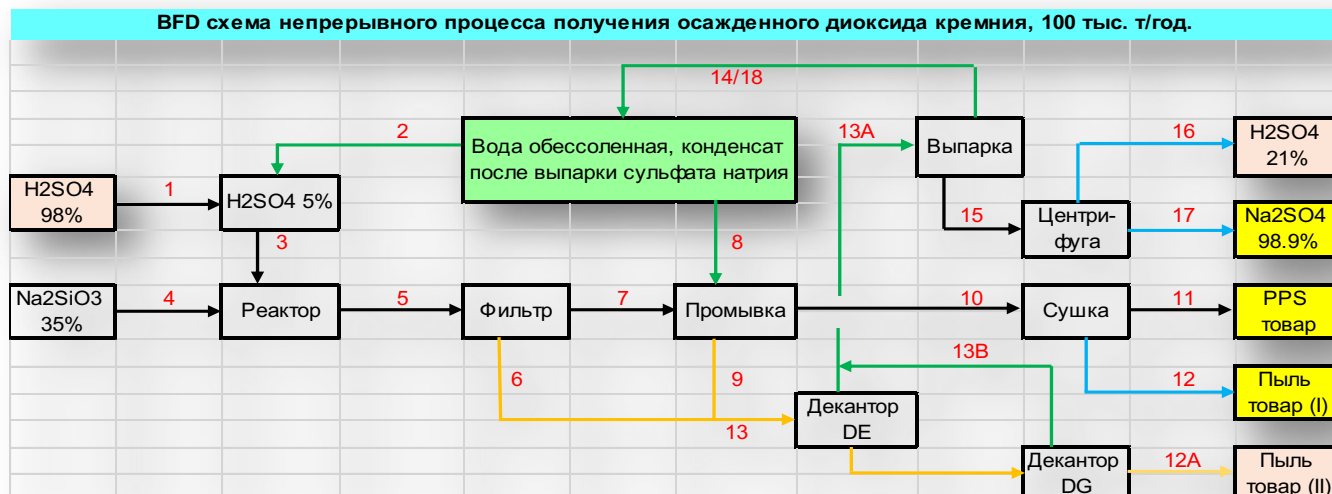 BFD схема непрерывного процесса получения осажденного диоксида кремния, 100 тыс. т/год.
14/18
2
13A
16
H2SO4
21%
Вода обессоленная, конденсат
после выпарки сульфата натрия
Выпарка
H2SO4
98%
1
H2SO4 5%
15
Центри-
фуга
17
Na2SO4
98.9%
3
8
Na2SiO3
35%
4
Реактор
5
Фильтр
7
Промывка
10
Сушка
11
PPS
товар
13B
6
9
12
Пыль
товар (I)
Декантор
DE
13
Декантор
DG
12A
Пыль
товар (II)